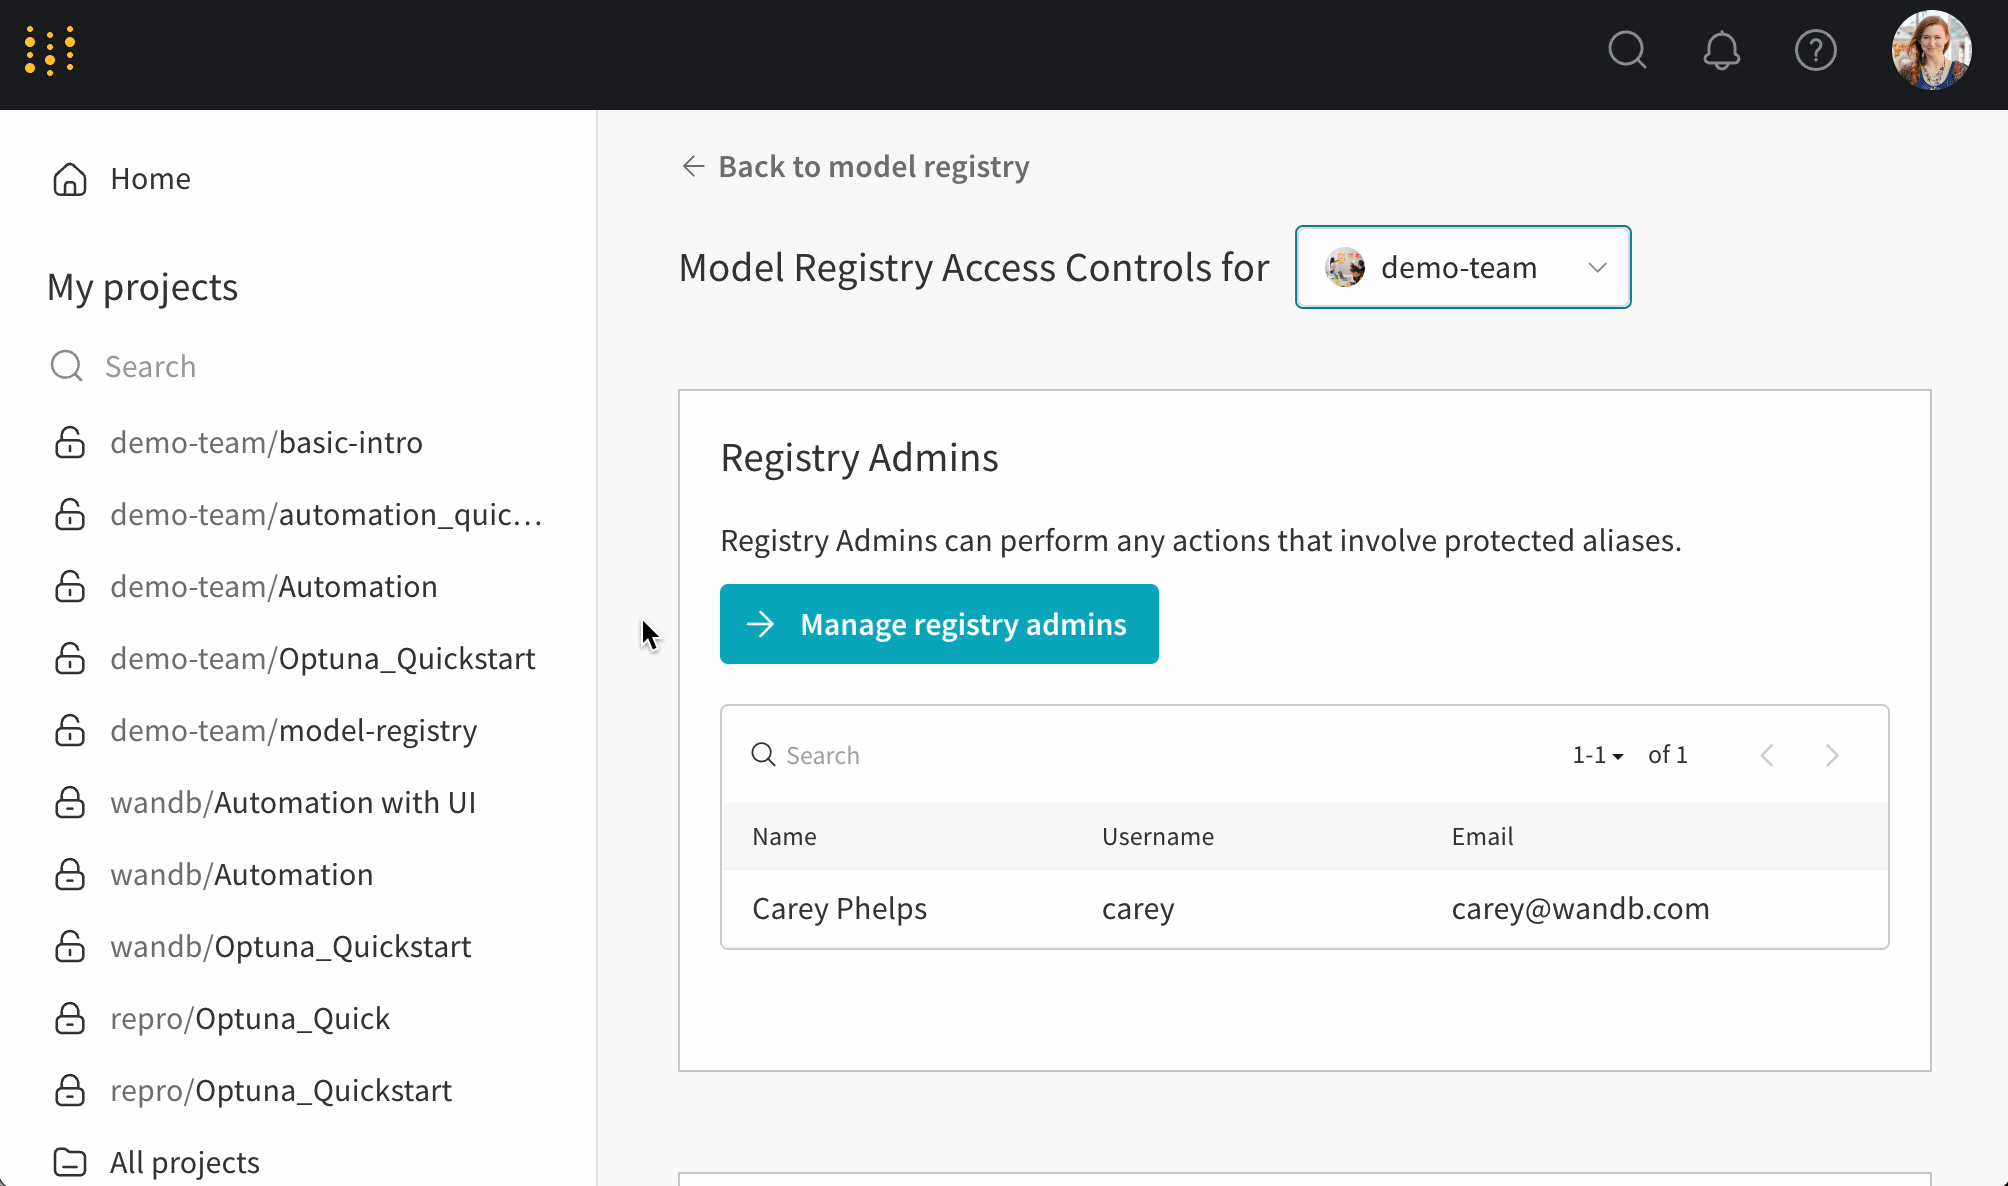 Home
My projects
Search
demo-team/basic-intro
demo-team/automation_quic...
demo-team/Automation
demo-team/Optuna_Quickstart
demo-team/model-registry
wandb/Automation with UI
wandb/Automation
wandb/Optuna_Quickstart
repro/Optuna_Quick
repro/Optuna_Quickstart
All projects
Back to model registry
Model Registry Access Controls for demo-team
Registry Admins
Registry Admins can perform any actions that involve protected aliases.
Manage registry admins
Search 1-1 of 1
Name Username Email
Carey Phelps carey carey@wandb.com